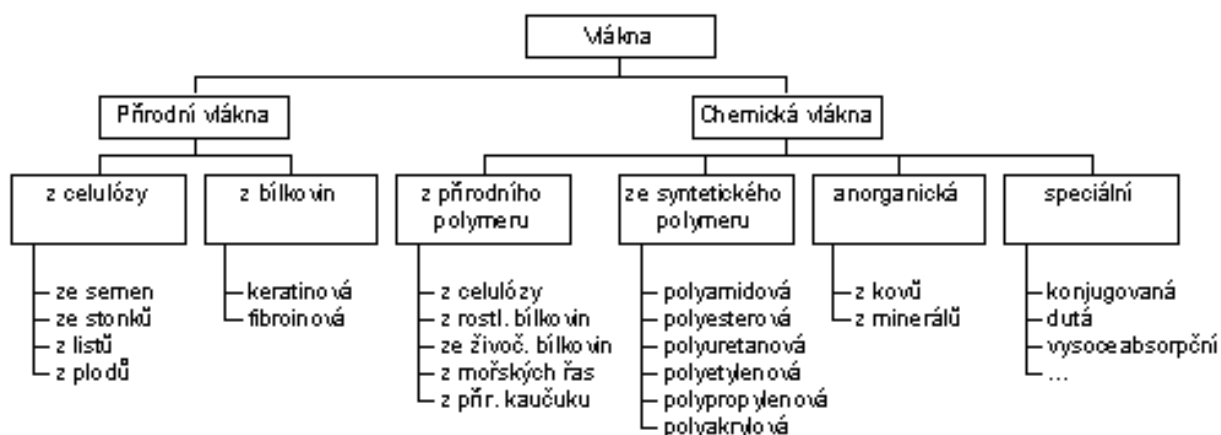 Vlákna
Přírodní vlákna
Chemická vlákna
z celulózy
z bílkovin
z přírodního
polymeru
ze syntetického
polymeru
anorganická
speciální
ze semen
ze stonků
z listů
z plodů
keratinová
fibroinová
z celulózy
z rostl. bílkovin
ze živoč. bílkovin
z mořských řas
z přír. kaučuku
polyamidová
polyesterová
polyuretanová
polyetylenová
polypropylenová
polyakrylová
z kovů
z minerálů
konjugovaná
dutá
vysoceabsorpční
...